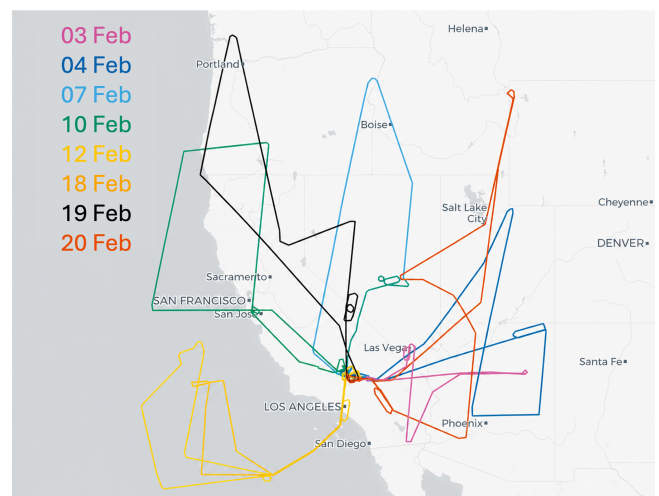 03 Feb
04 Feb
07 Feb
10 Feb
12 Feb
18 Feb
19 Feb
20 Feb
Helena
Portland
Boise
Salt Lake
City
Cheyenne
DENVER
Sacramento
SAN FRANCISCO
San José
Las Vegas
Santa Fe
LOS ANGELES
Phoenix
San Diego